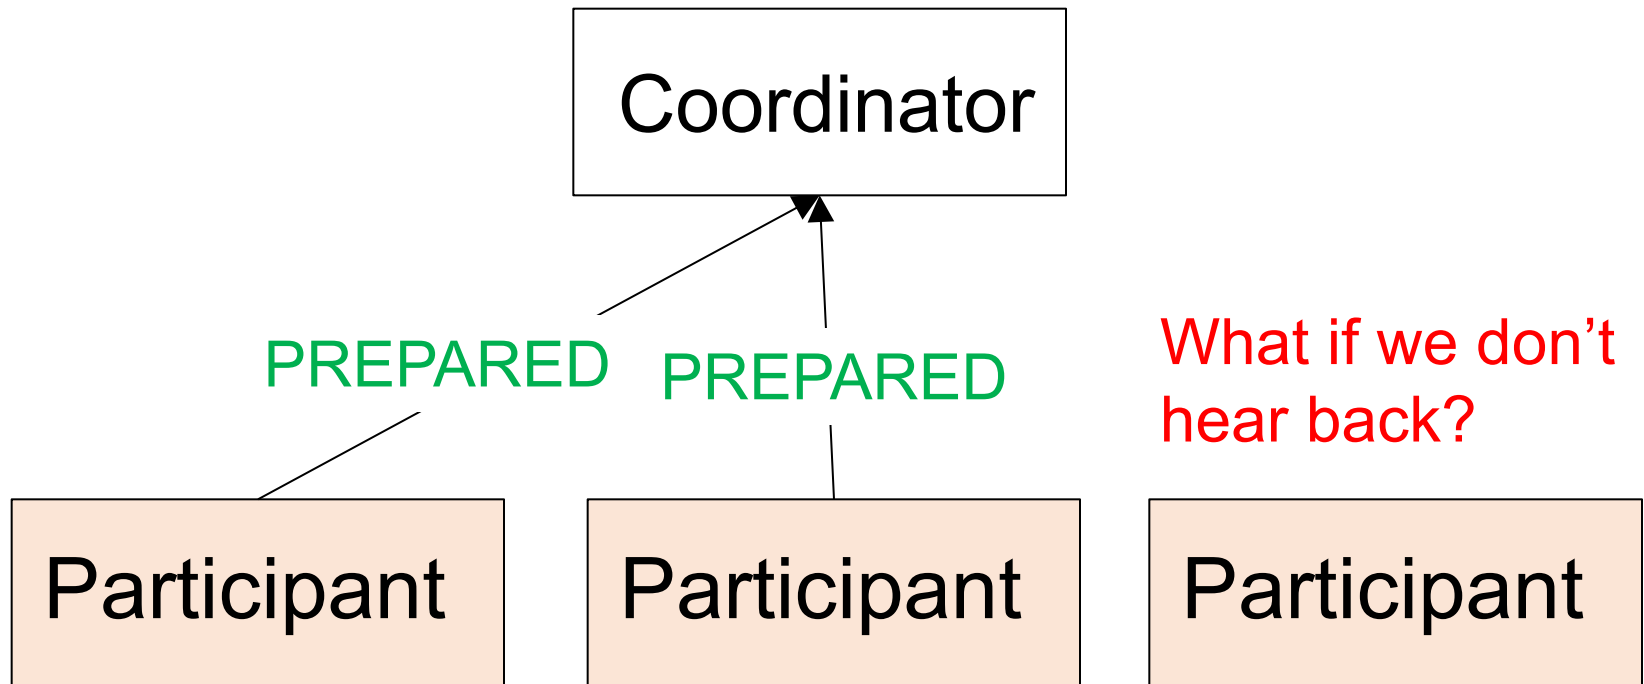 Coordinator
PREPARED
PREPARED
What if we don’t
hear back?
Participant
Participant
Participant